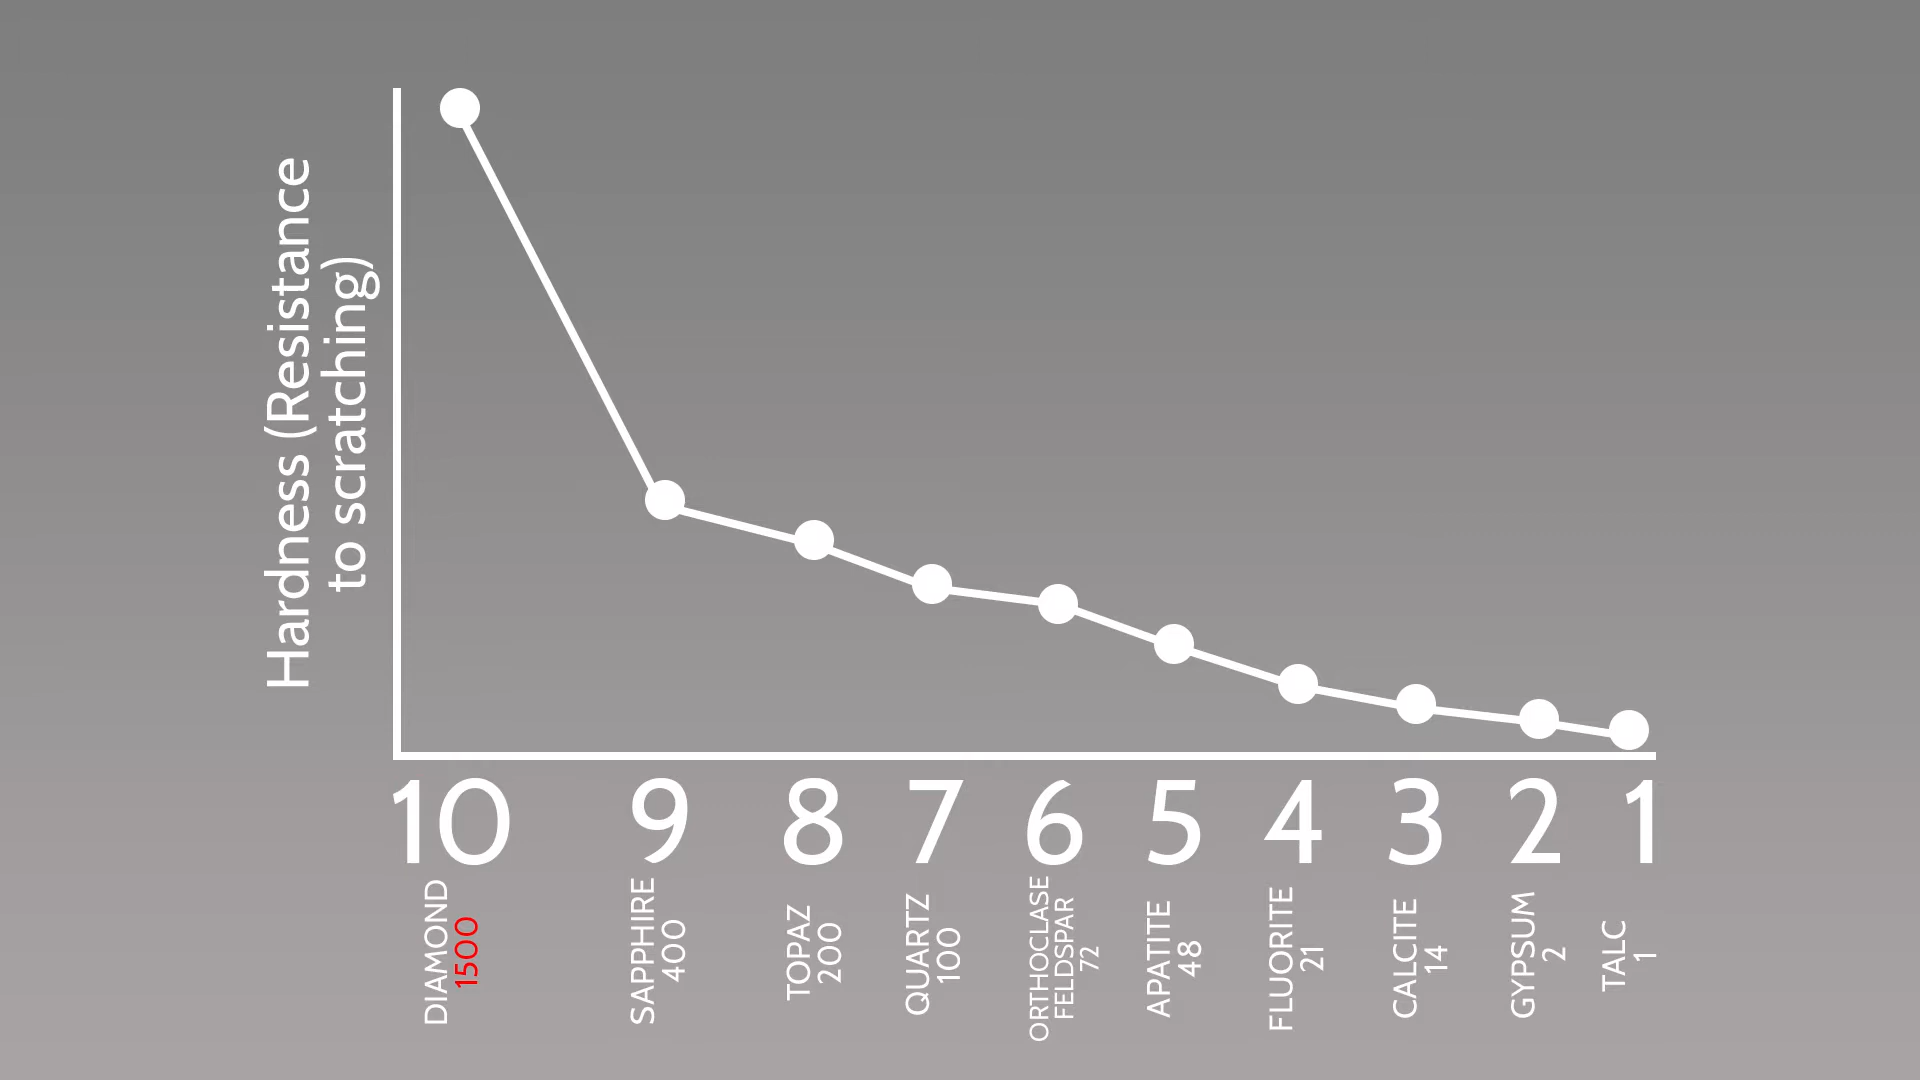 Hardness (Resistance
to scratching)
10
9
8
7
6
5
4
3
2
1
DIAMOND
1500
SAPPHIRE
400
TOPAZ
200
QUARTZ
100
ORTHOCLASE
FELDSPAR
72
APATITE
48
FLUORITE
21
CALCITE
14
GYPSUM
2
TALC
1